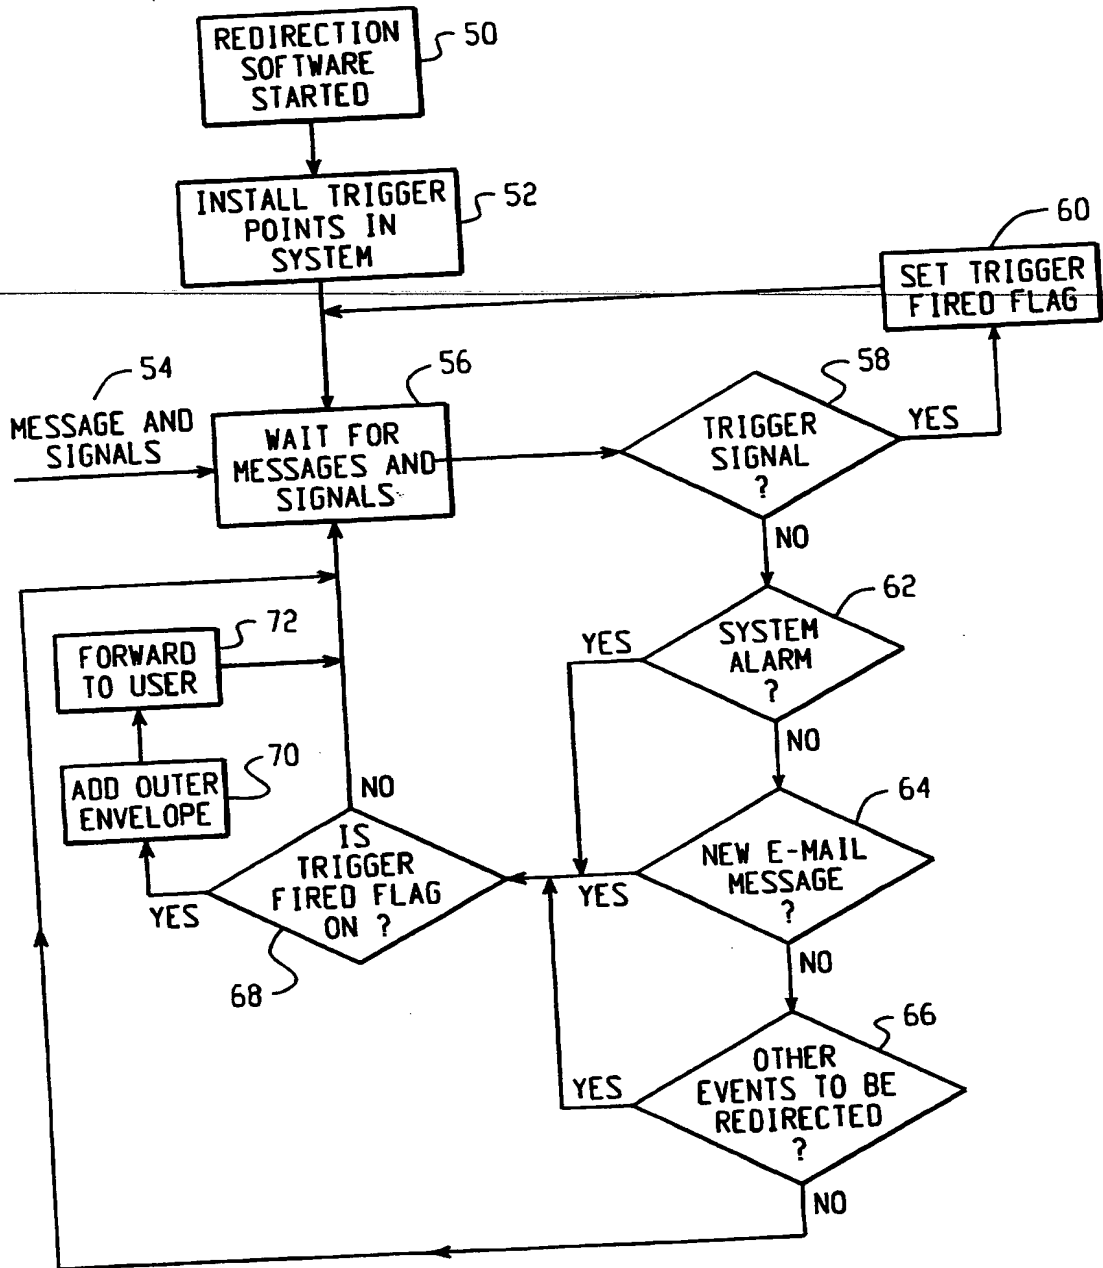 REDIRECTION
SOFTWARE
STARTED
50
INSTALL TRIGGER
POINTS IN
SYSTEM
52
60
SET TRIGGER
FIRED FLAG
54
MESSAGE AND
SIGNALS
56
WAIT FOR
MESSAGES AND
SIGNALS
58
TRIGGER
SIGNAL
?
YES
NO
62
SYSTEM
ALARM
?
YES
NO
72
FORWARD
TO USER
70
ADD OUTER
ENVELOPE
NO
64
NEW E-MAIL
MESSAGE
?
YES
NO
IS
TRIGGER
FIRED FLAG
ON ?
YES
68
66
OTHER
EVENTS TO BE
REDIRECTED
?
YES
NO